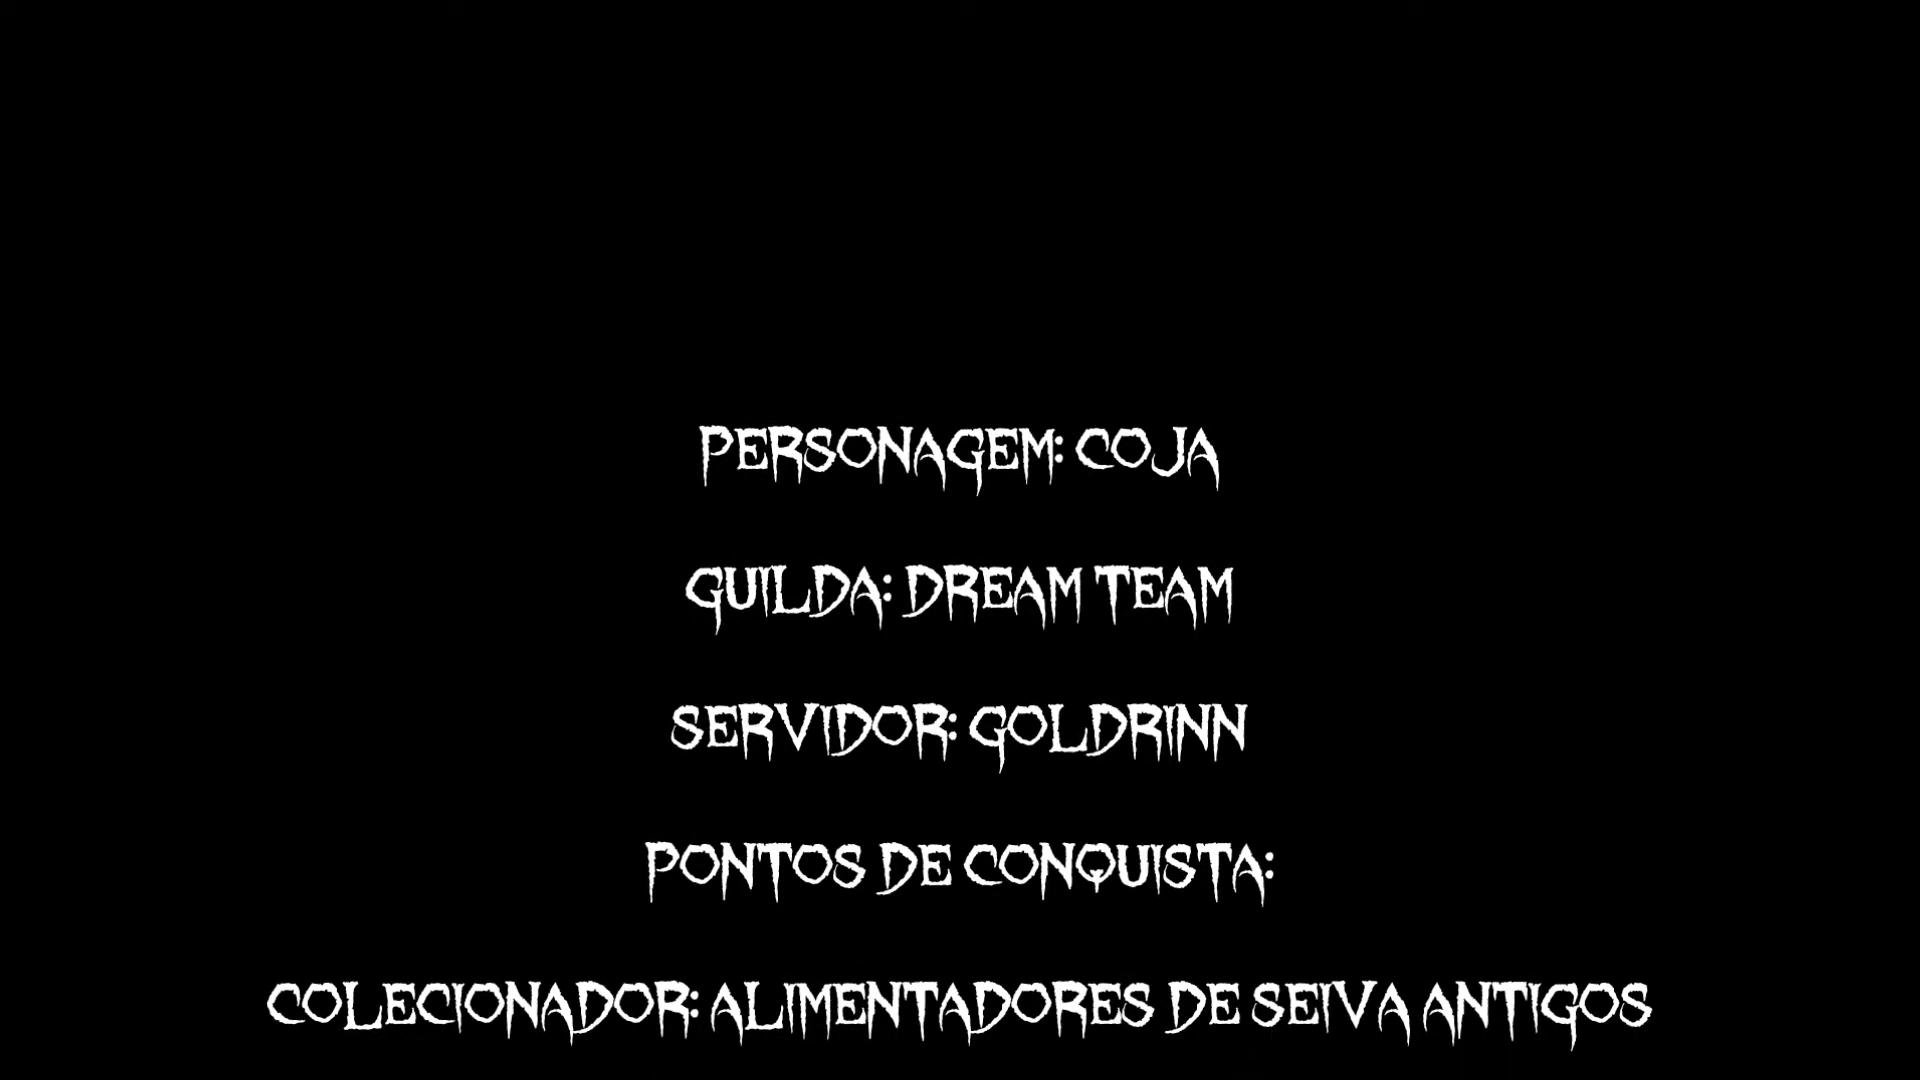 PERSONAGEM: COJA
GUILDA: DREAM TEAM
SERVIDOR: GOLDRINN
PONTOS DE CONQUISTA:
COLECIONADOR: ALIMENTADORES DE SEIVA ANTIGOS